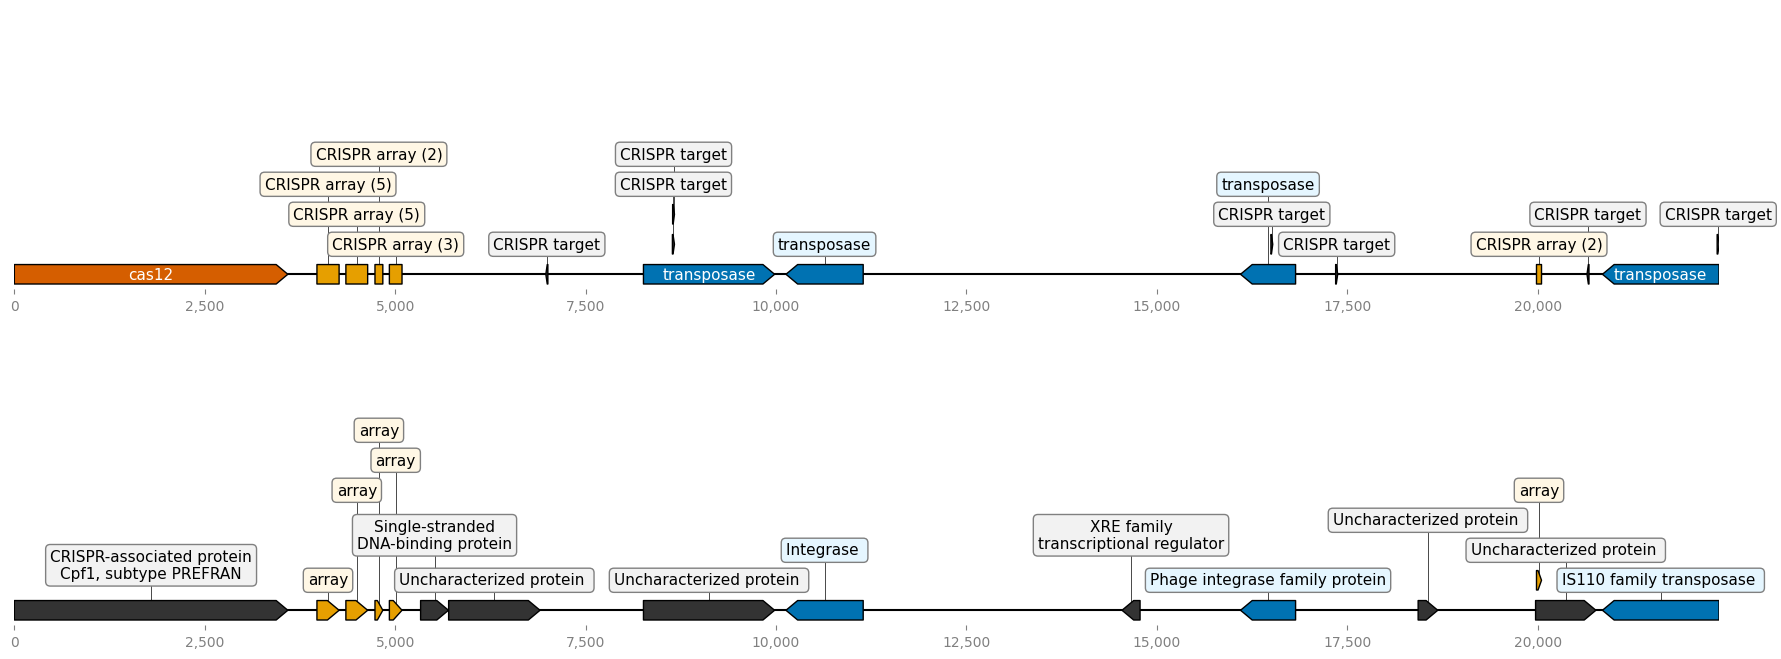 CRISPR array (2)
CRISPR target
CRISPR array (5)
CRISPR target
transposase
CRISPR array (5)
CRISPR target
CRISPR target
CRISPR target
CRISPR array (3)
CRISPR target
transposase
CRISPR target
CRISPR array (2)
cas12
transposase
transposase
0
2,500
5,000
7,500
10,000
12,500
15,000
17,500
20,000
array
array
array
array
Single-stranded
DNA-binding protein
XRE family
transcriptional regulator
Uncharacterized protein
CRISPR-associated protein
Cpf1, subtype PREFRAN
Integrase
Uncharacterized protein
array
Uncharacterized protein
Uncharacterized protein
Phage integrase family protein
IS110 family transposase
0
2,500
5,000
7,500
10,000
12,500
15,000
17,500
20,000